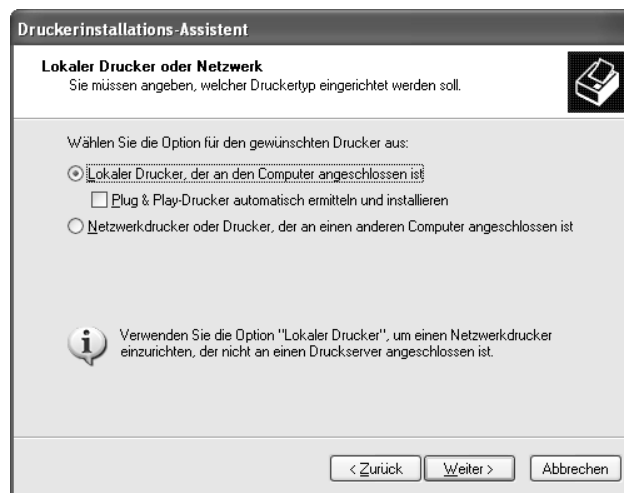 Druckerinstallations-Assistent
Lokaler Drucker oder Netzwerk
Sie müssen angeben, welcher Druckertyp eingerichtet werden soll.
Wählen Sie die Option für den gewünschten Drucker aus:
Lokaler Drucker, der an den Computer angeschlossen ist
Plug & Play-Drucker automatisch ermitteln und installieren
Netzwerkdrucker oder Drucker, der an einen anderen Computer angeschlossen ist
Verwenden Sie die Option "Lokaler Drucker", um einen Netzwerkdrucker
einzurichten, der nicht an einen Druckserver angeschlossen ist.
< Zurück Weiter > Abbrechen